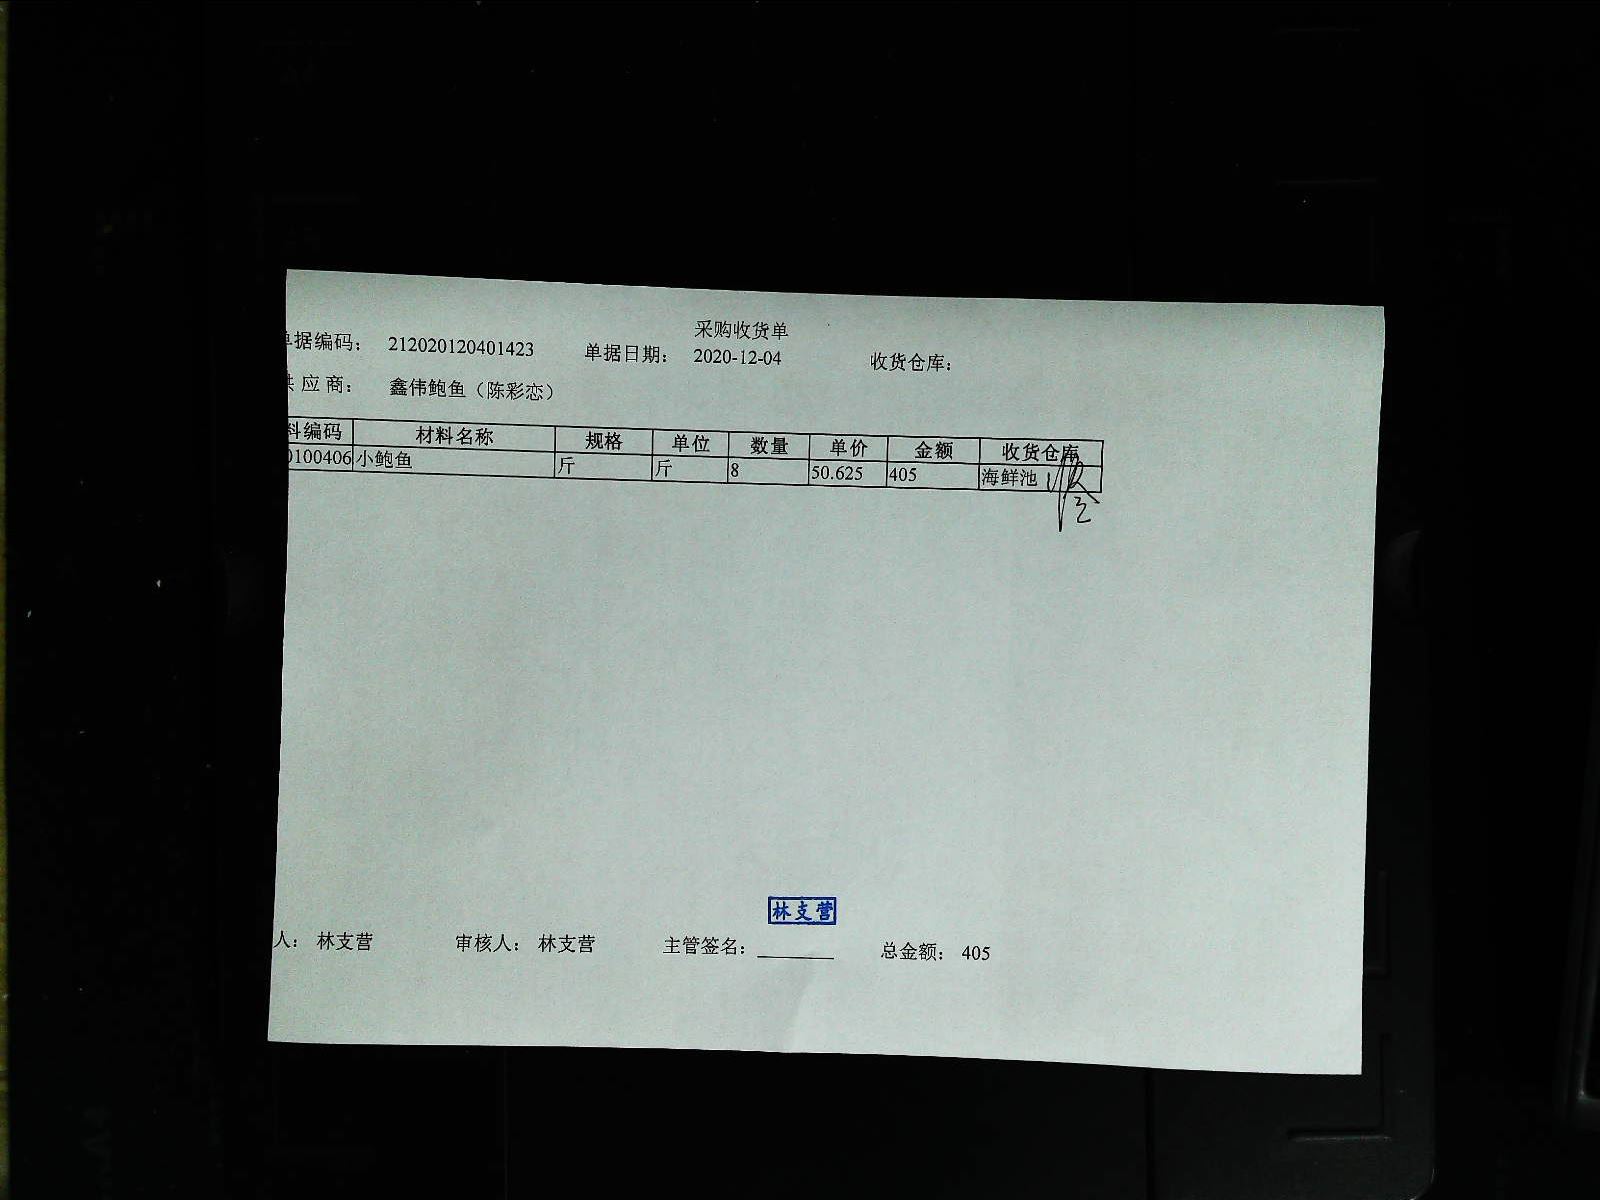 采购收货单
单据编码： 212020120401423 单据日期： 2020-12-04 收货仓库：
供 应 商： 鑫伟鲍鱼（陈彩恋）
料编码 材料名称 规格 单位 数量 单价 金额 收货仓库
0100406 小鲍鱼 斤 斤 8 50.625 405 海鲜池
林支营
人： 林支营 审核人： 林支营 主管签名： 总金额： 405